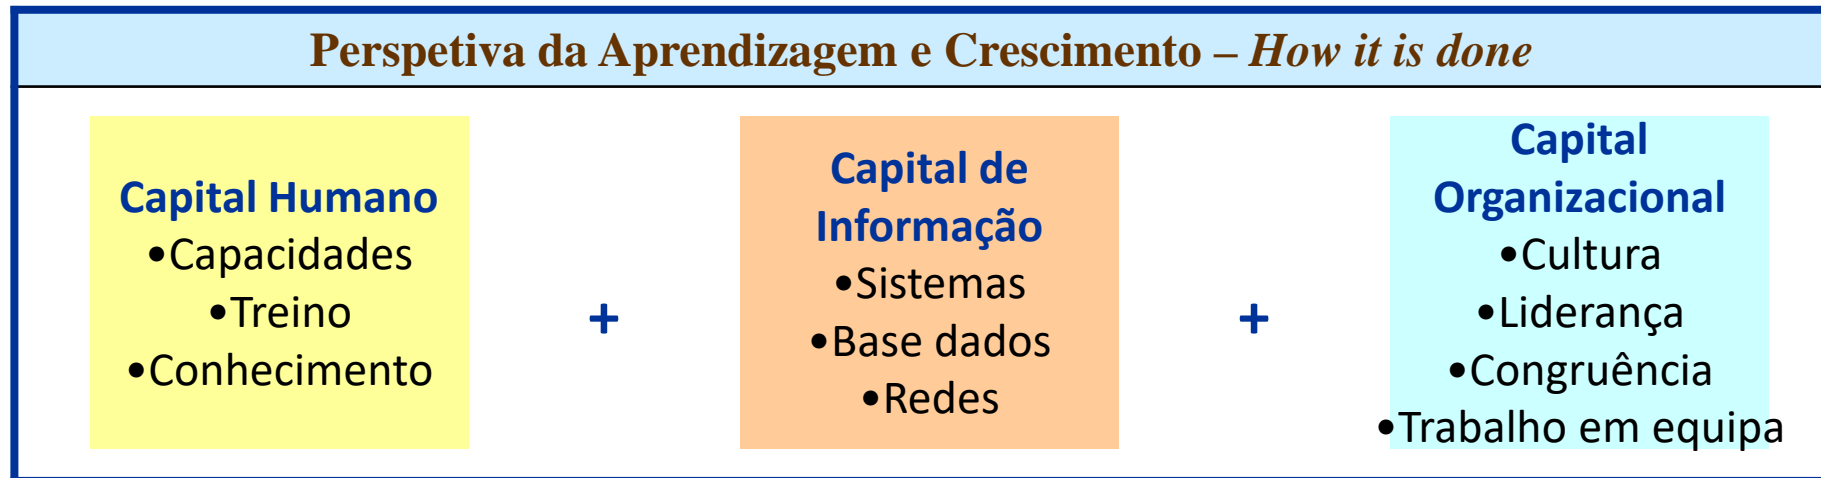 Perspetiva da Aprendizagem e Crescimento – How it is done
Capital Humano
•Capacidades
•Treino
•Conhecimento
+
Capital de
Informação
•Sistemas
•Base dados
•Redes
+
Capital
Organizacional
•Cultura
•Liderança
•Congruência
•Trabalho em equipa